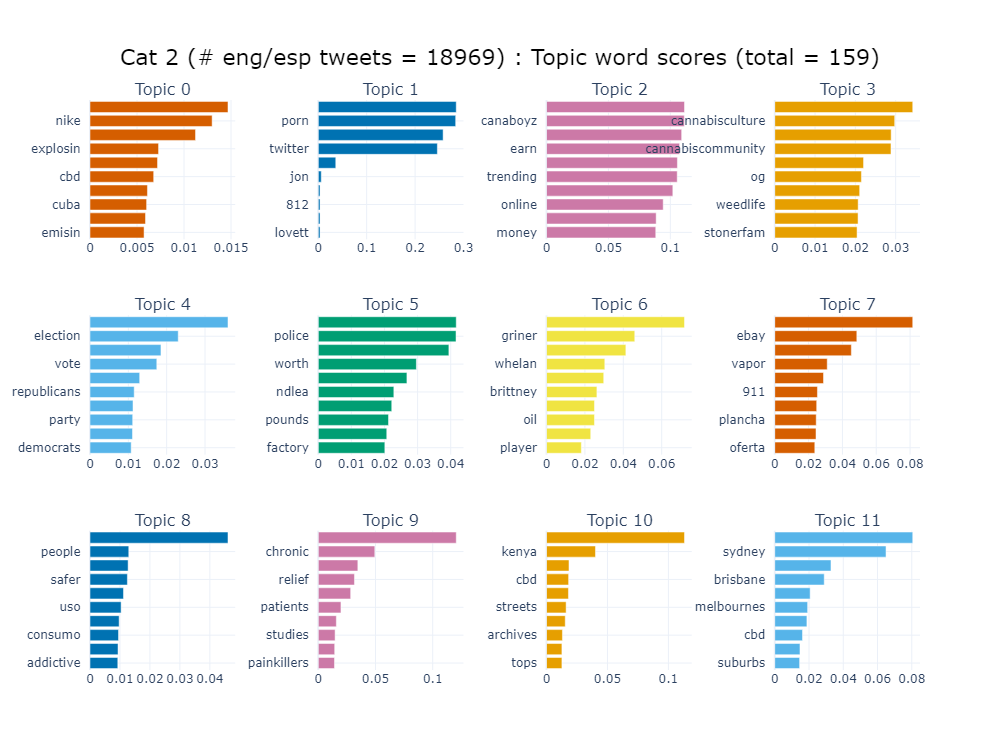 Cat 2 (# eng/esp tweets = 18969) : Topic word scores (total = 159)
Topic 0
nike
explosin
cbd
cuba
emisin
0 0.005 0.01 0.015
Topic 1
porn
twitter
jon
812
lovett
0 0.1 0.2 0.3
Topic 2
canaboyz
earn
trending
online
money
0 0.05 0.1
Topic 3
cannabisculture
cannabiscommunity
og
weedlife
stonerfam
0 0.01 0.02 0.03
Topic 4
election
vote
republicans
party
democrats
0 0.01 0.02 0.03
Topic 5
police
worth
ndlea
pounds
factory
0 0.01 0.02 0.03 0.04
Topic 6
griner
whelan
brittney
oil
player
0 0.02 0.04 0.06
Topic 7
ebay
vapor
911
plancha
oferta
0 0.02 0.04 0.06 0.08
Topic 8
people
safer
uso
consumo
addictive
0 0.01 0.02 0.03 0.04
Topic 9
chronic
relief
patients
studies
painkillers
0 0.05 0.1
Topic 10
kenya
cbd
streets
archives
tops
0 0.05 0.1
Topic 11
sydney
brisbane
melbournes
cbd
suburbs
0 0.02 0.04 0.06 0.08